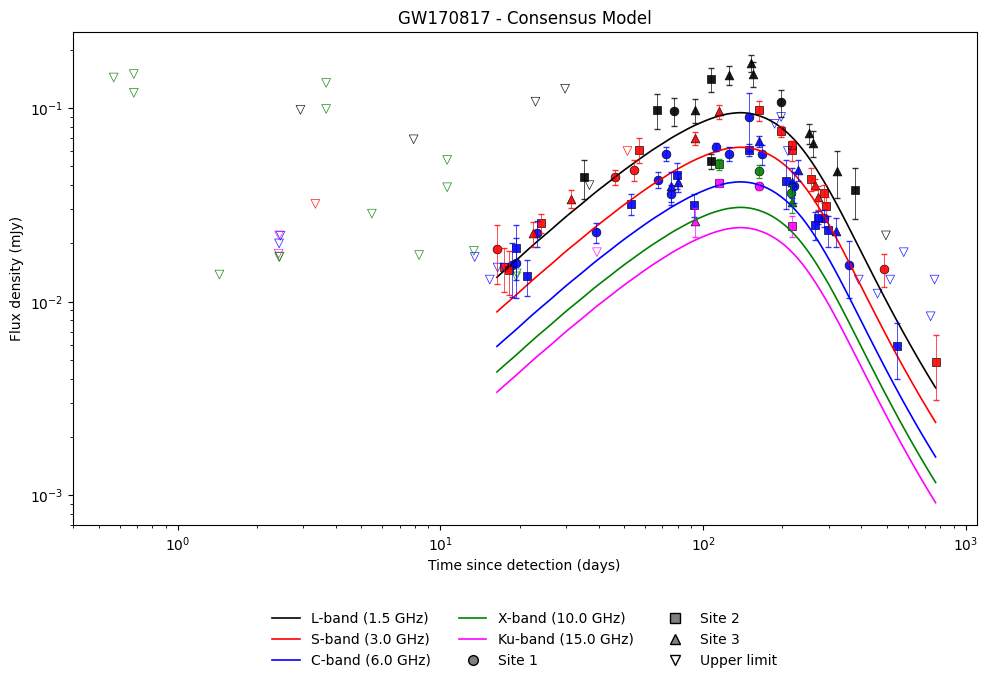 GW170817 - Consensus Model
Flux density (mJy)
10⁻¹
10⁻²
10⁻³
10⁰
10¹
10²
10³
Time since detection (days)
L-band (1.5 GHz)
S-band (3.0 GHz)
C-band (6.0 GHz)
X-band (10.0 GHz)
Ku-band (15.0 GHz)
Site 1
Site 2
Site 3
Upper limit